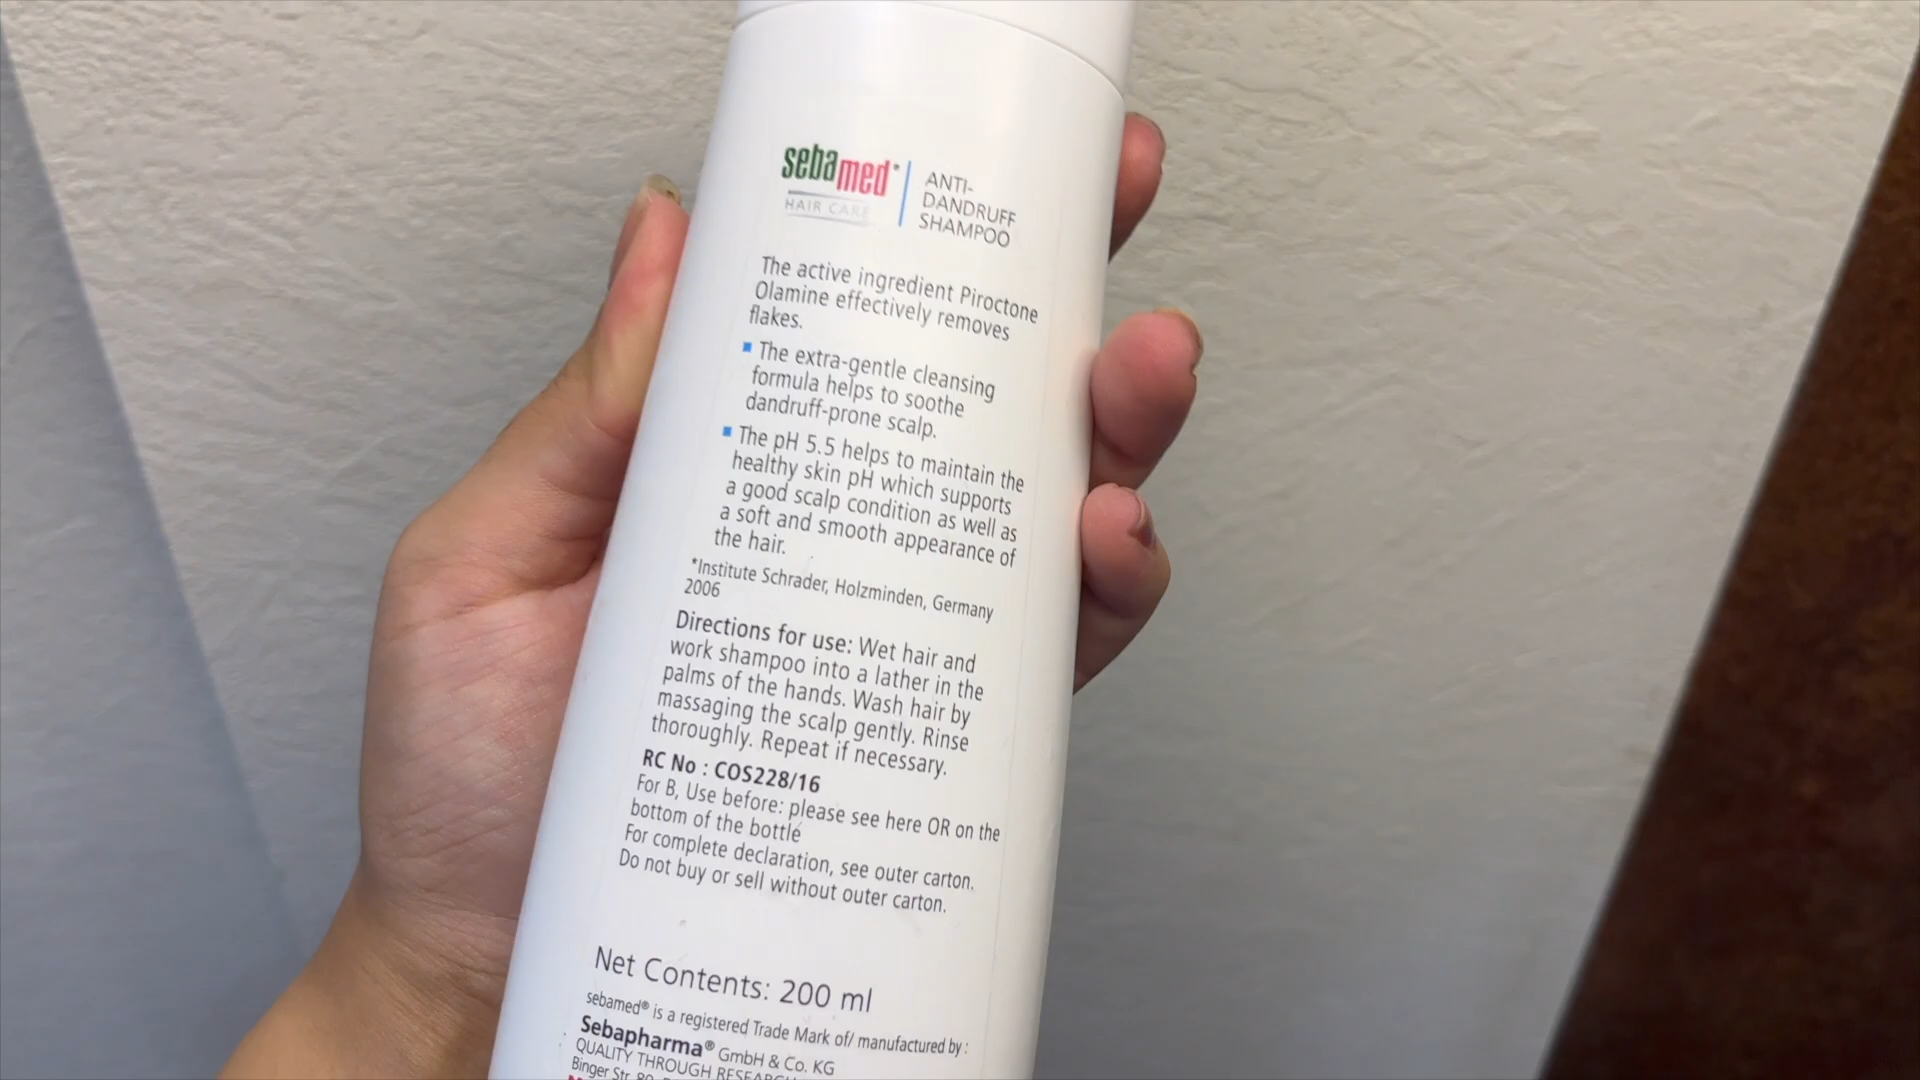 sebamed®
HAIR CARE
ANTI-
DANDRUFF
SHAMPOO
The active ingredient Piroctone
Olamine effectively removes
flakes.
The extra-gentle cleansing
formula helps to soothe
dandruff-prone scalp.
The pH 5.5 helps to maintain the
healthy skin pH which supports
a good scalp condition as well as
a soft and smooth appearance of
the hair.
*Institute Schrader, Holzminden, Germany
2006
Directions for use: Wet hair and
work shampoo into a lather in the
palms of the hands. Wash hair by
massaging the scalp gently. Rinse
thoroughly. Repeat if necessary.
RC No : COS228/16
For B, Use before: please see here OR on the
bottom of the bottle
For complete declaration, see outer carton.
Do not buy or sell without outer carton.
Net Contents: 200 ml
sebamed® is a registered Trade Mark of/ manufactured by :
Sebapharma® GmbH & Co. KG
QUALITY THROUGH RESEARCH
Binger Str. 80,